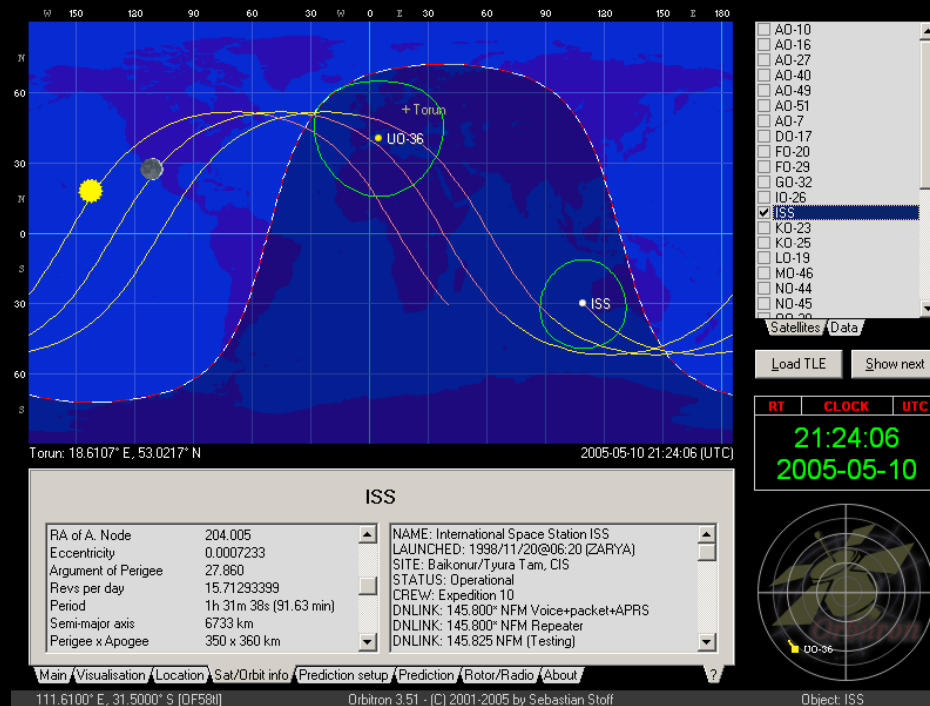 W 150 120 90 60 30 W 0 E 30 60 90 120 150 E 180
N
60
30
N
0
S
30
60
S
+Torun
UO-36
ISS
Torun: 18.6107° E, 53.0217° N
2005-05-10 21:24:06 (UTC)
AO-10
AO-16
AO-27
AO-40
AO-49
AO-51
AO-7
DO-17
FO-20
FO-29
GO-32
IO-26
ISS
KO-23
KO-25
LO-19
MO-46
NO-44
NO-45
Satellites Data
Load TLE Show next
RT CLOCK UTC
21:24:06
2005-05-10
UO-36
ISS
RA of A. Node 204.005
Eccentricity 0.0007233
Argument of Perigee 27.860
Revs per day 15.71293399
Period 1h 31m 38s (91.63 min)
Semi-major axis 6733 km
Perigee x Apogee 350 x 360 km
NAME: International Space Station ISS
LAUNCHED: 1998/11/20@06:20 (ZARYA)
SITE: Baikonur/Tyura Tam, CIS
STATUS: Operational
CREW: Expedition 10
DNLINK: 145.800* NFM Voice+packet+APRS
DNLINK: 145.800* NFM Repeater
DNLINK: 145.825 NFM (Testing)
Main Visualisation Location Sat/Orbit info Prediction setup Prediction Rotor/Radio About ?
111.6100° E, 31.5000° S [OF58tl] Orbitron 3.51 - (C) 2001-2005 by Sebastian Stoff Object: ISS